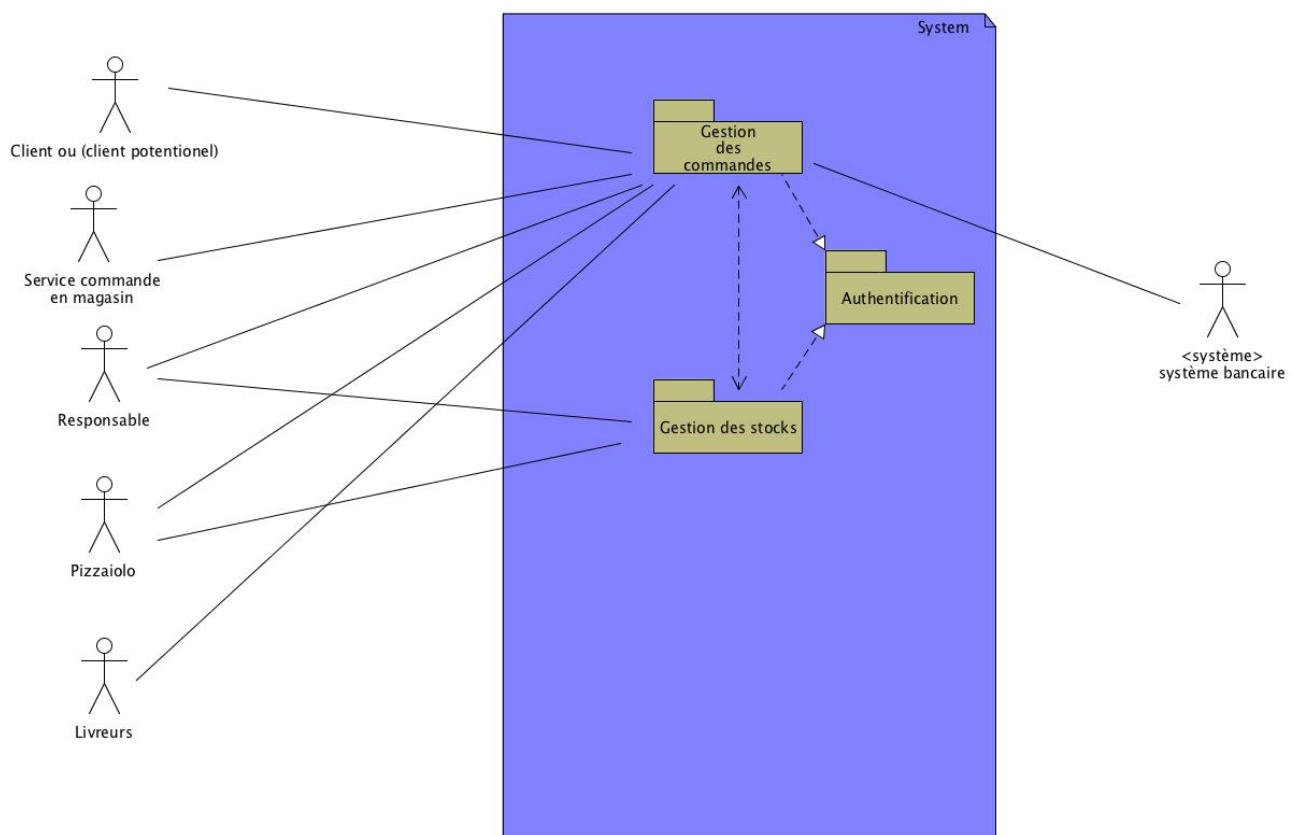 System
Client ou (client potentionel)
Gestion
des
commandes
Service commande
en magasin
Authentification
<système>
système bancaire
Responsable
Gestion des stocks
Pizzaiolo
Livreurs